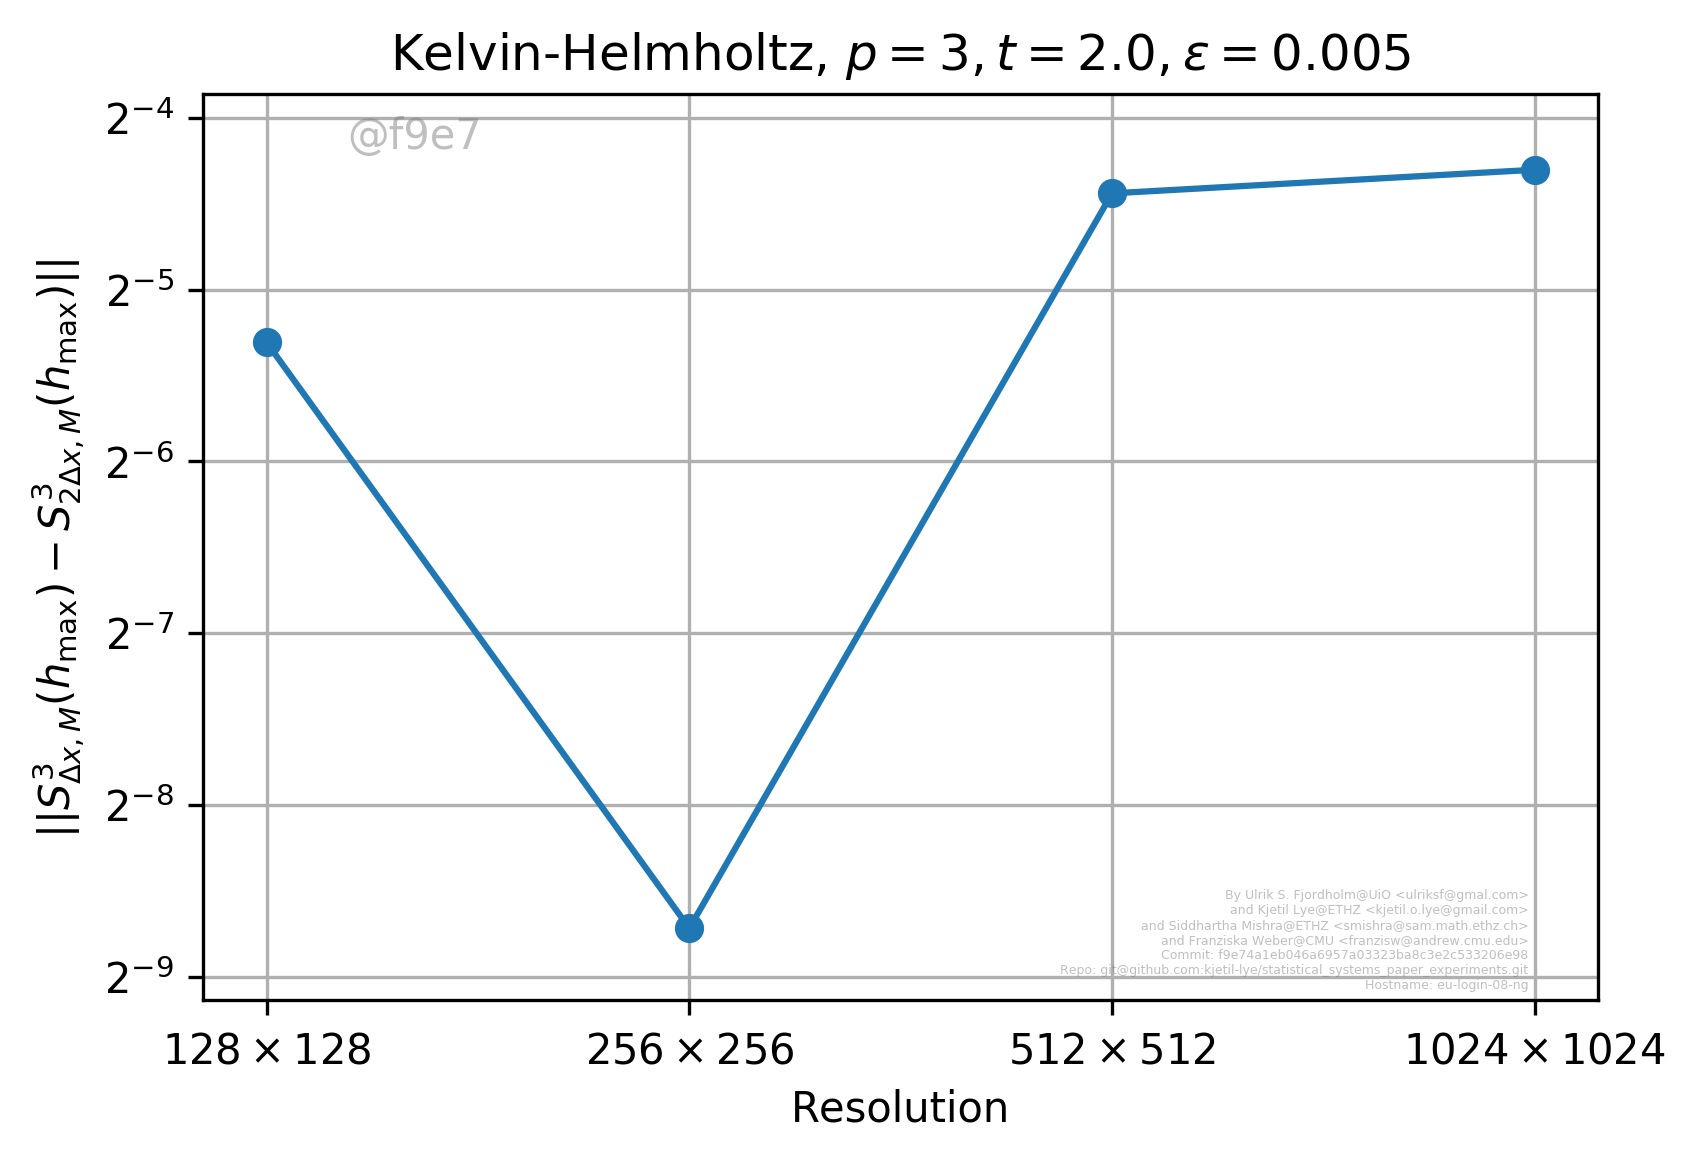 Kelvin-Helmholtz, p = 3, t = 2.0, ε = 0.005
@f9e7
2⁻⁴
2⁻⁵
2⁻⁶
2⁻⁷
2⁻⁸
2⁻⁹
||S³_{Δx, M}(h_max) − S³_{2Δx, M}(h_max)||
By Ulrik S. Fjordholm@UiO <ulriksf@gmal.com>
and Kjetil Lye@ETHZ <kjetil.o.lye@gmail.com>
and Siddhartha Mishra@ETHZ <smishra@sam.math.ethz.ch>
and Franziska Weber@CMU <franzisw@andrew.cmu.edu>
Commit: f9e74a1eb046a6957a03323ba8c3e2c533206e98
Repo: git@github.com:kjetil-lye/statistical_systems_paper_experiments.git
Hostname: eu-login-08-ng
128 × 128
256 × 256
512 × 512
1024 × 1024
Resolution